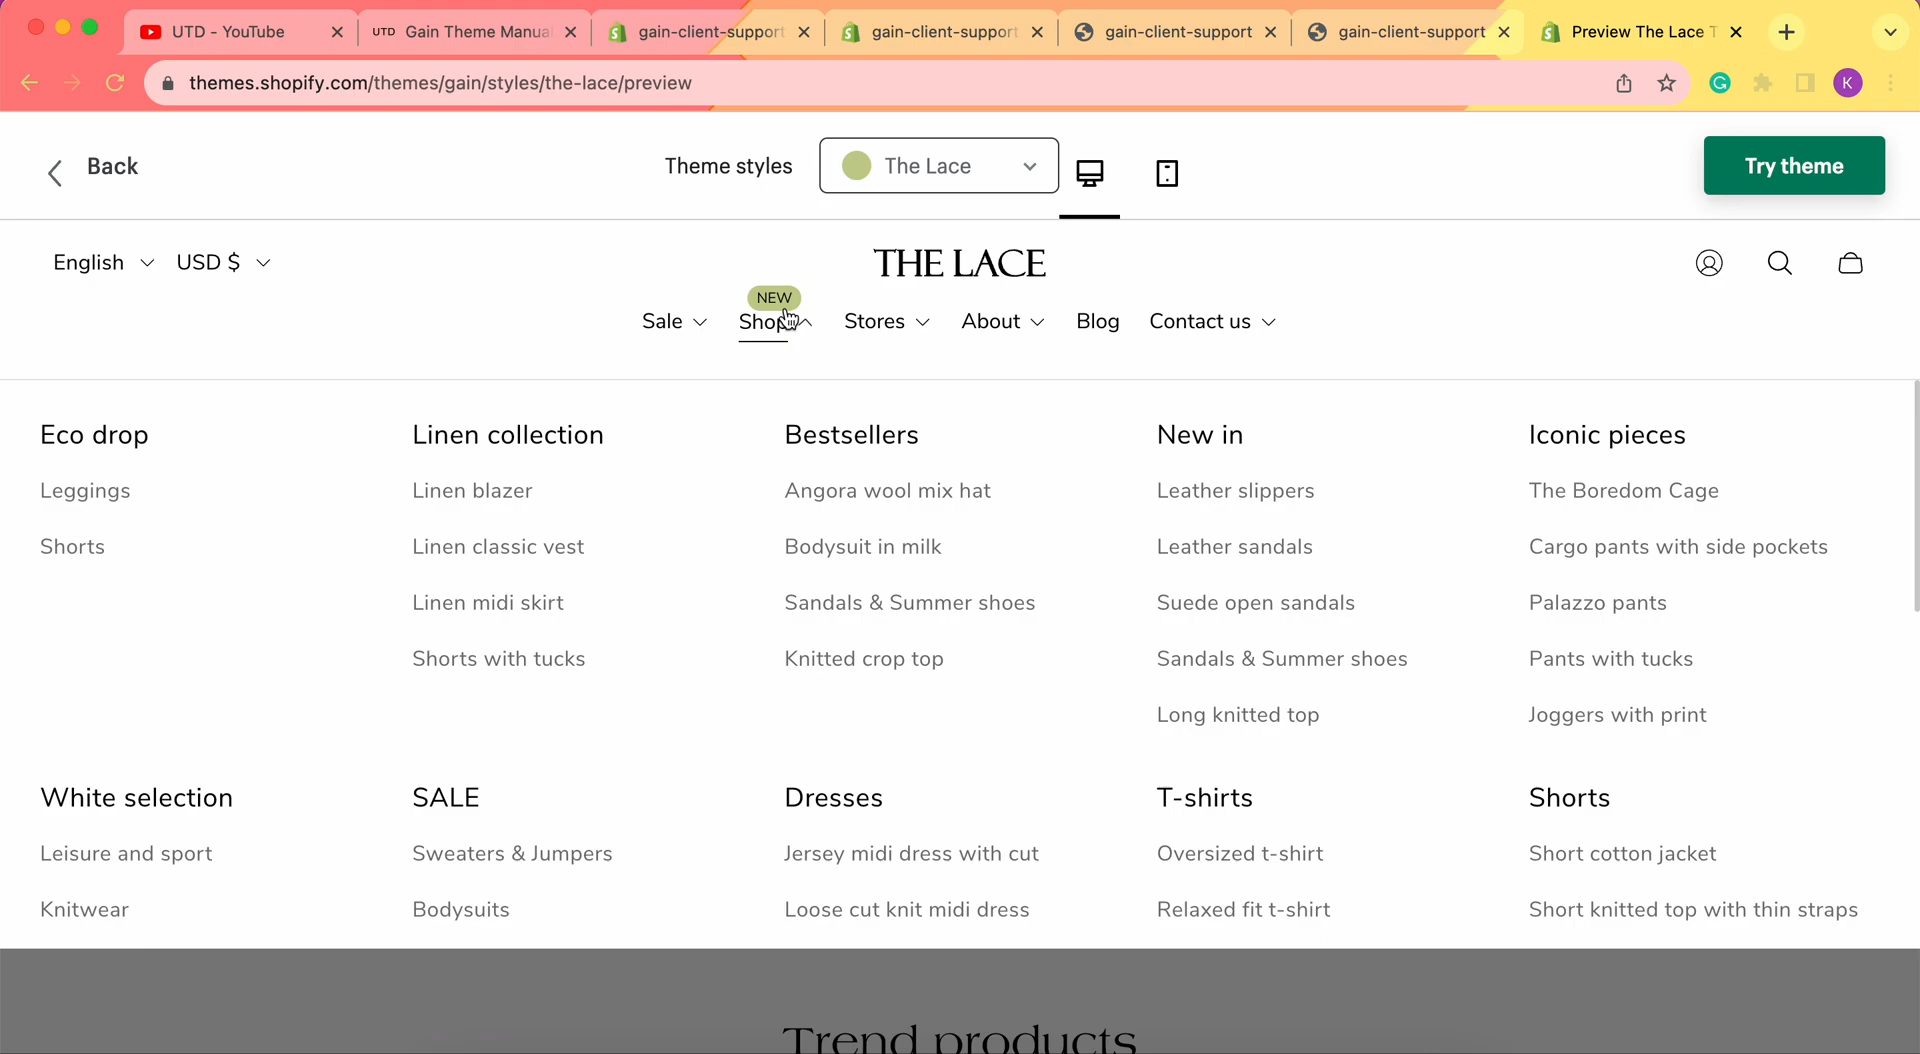 UTD - YouTube
UTD Gain Theme Manua
gain-client-support
gain-client-support
gain-client-support
gain-client-support
Preview The Lace T
themes.shopify.com/themes/gain/styles/the-lace/preview
G
K
Back
Theme styles
The Lace
Try theme
English
USD $
THE LACE
NEW
Sale
Shop
Stores
About
Blog
Contact us
Eco drop
Leggings
Shorts
Linen collection
Linen blazer
Linen classic vest
Linen midi skirt
Shorts with tucks
Bestsellers
Angora wool mix hat
Bodysuit in milk
Sandals & Summer shoes
Knitted crop top
New in
Leather slippers
Leather sandals
Suede open sandals
Sandals & Summer shoes
Long knitted top
Iconic pieces
The Boredom Cage
Cargo pants with side pockets
Palazzo pants
Pants with tucks
Joggers with print
White selection
Leisure and sport
Knitwear
SALE
Sweaters & Jumpers
Bodysuits
Dresses
Jersey midi dress with cut
Loose cut knit midi dress
T-shirts
Oversized t-shirt
Relaxed fit t-shirt
Shorts
Short cotton jacket
Short knitted top with thin straps
Trend products